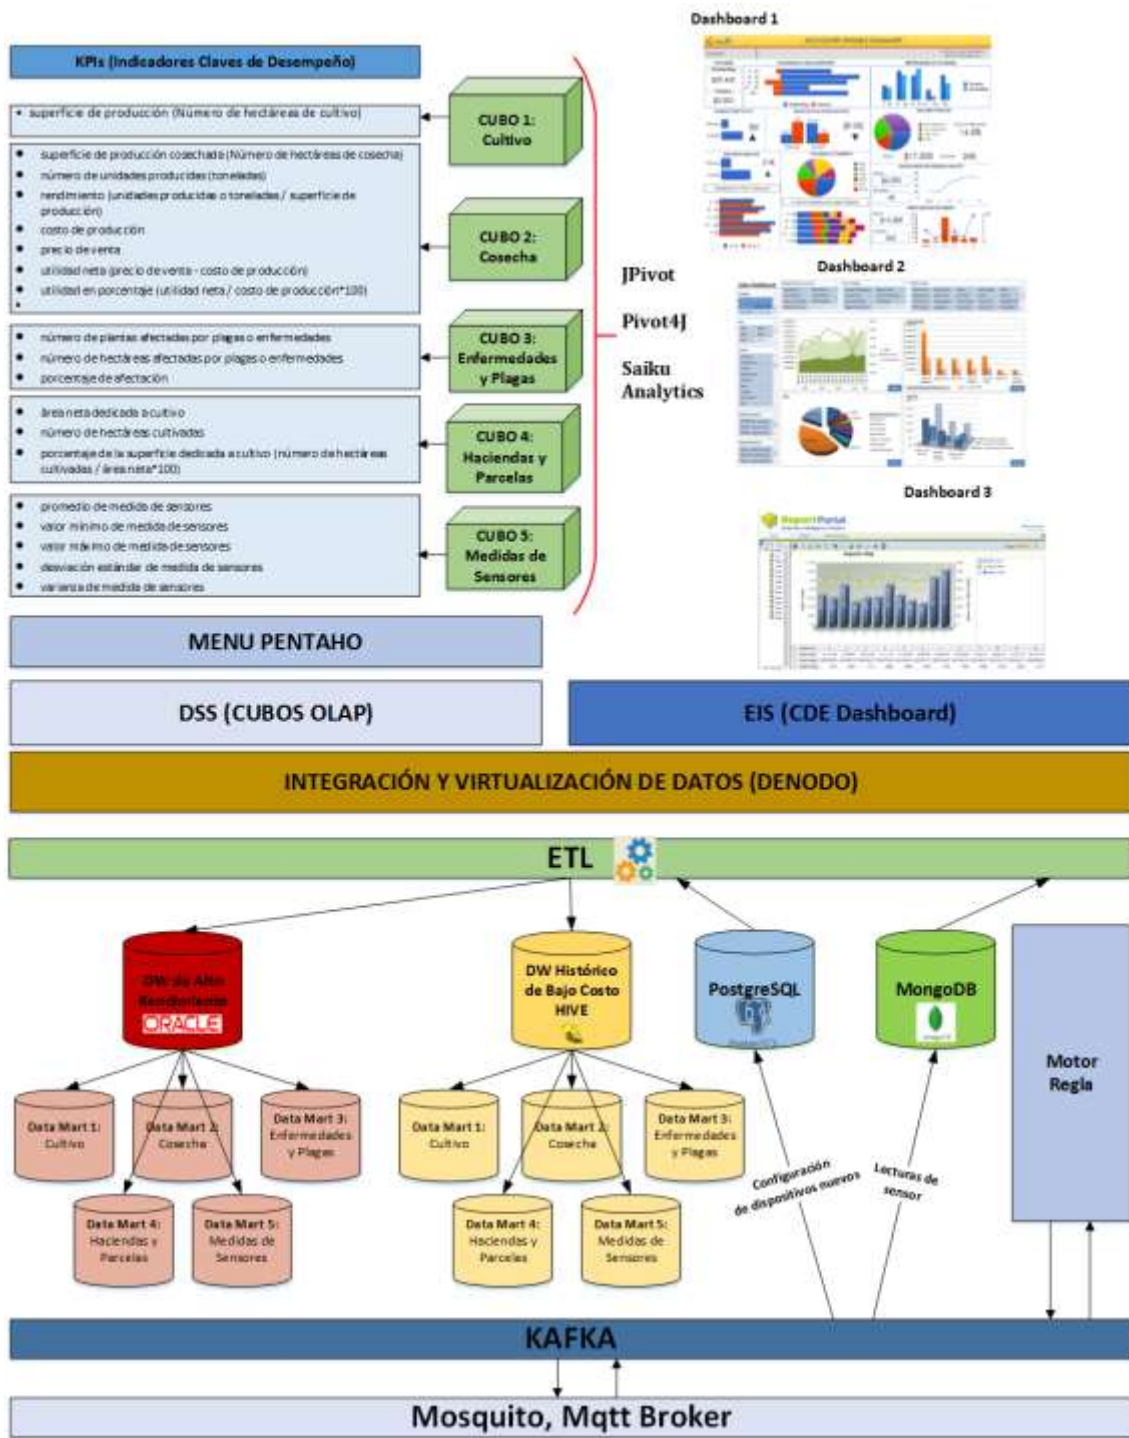 Dashboard 1
KPIs (Indicadores Claves de Desempeño)
• superficie de producción (Número de hectáreas de cultivo)
CUBO 1:
Cultivo
• superficie de producción cosechada (Número de hectáreas de cosecha)
• número de unidades producidas (toneladas)
• rendimiento (unidades producidas o toneladas / superficie de
producción)
• costo de producción
• precio de venta
• utilidad neta (precio de venta - costo de producción)
• utilidad en porcentaje (utilidad neta / costo de producción*100)
•
CUBO 2:
Cosecha
• número de plantas afectadas por plagas o enfermedades
• número de hectáreas afectadas por plagas o enfermedades
• porcentaje de afectación
CUBO 3:
Enfermedades
y Plagas
• área neta dedicada a cultivo
• número de hectáreas cultivadas
• porcentaje de la superficie dedicada a cultivo (número de hectáreas
cultivadas / área neta*100)
CUBO 4:
Haciendas y
Parcelas
• promedio de medida de sensores
• valor mínimo de medida de sensores
• valor máximo de medida de sensores
• desviación estándar de medida de sensores
• varianza de medida de sensores
CUBO 5:
Medidas de
Sensores
JPivot
Pivot4J
Saiku
Analytics
Dashboard 2
Dashboard 3
ReportPortal
MENU PENTAHO
DSS (CUBOS OLAP)
EIS (CDE Dashboard)
INTEGRACIÓN Y VIRTUALIZACIÓN DE DATOS (DENODO)
ETL
DW de Alto
Rendimiento
ORACLE
DW Histórico
de Bajo Costo
HIVE
PostgreSQL
MongoDB
Motor
Regla
Data Mart 1:
Cultivo
Data Mart 2:
Cosecha
Data Mart 3:
Enfermedades
y Plagas
Data Mart 4:
Haciendas y
Parcelas
Data Mart 5:
Medidas de
Sensores
Data Mart 1:
Cultivo
Data Mart 2:
Cosecha
Data Mart 3:
Enfermedades
y Plagas
Data Mart 4:
Haciendas y
Parcelas
Data Mart 5:
Medidas de
Sensores
Configuración
de dispositivos nuevos
Lecturas de
sensor
KAFKA
Mosquito, Mqtt Broker